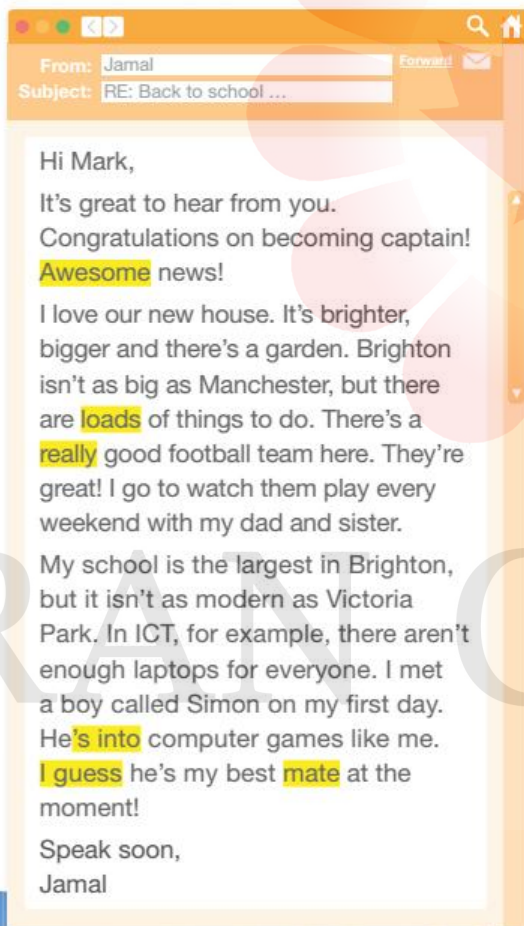 From: Jamal
Forward
Subject: RE: Back to school ...
Hi Mark,
It's great to hear from you.
Congratulations on becoming captain!
Awesome news!
I love our new house. It's brighter,
bigger and there's a garden. Brighton
isn't as big as Manchester, but there
are loads of things to do. There's a
really good football team here. They're
great! I go to watch them play every
weekend with my dad and sister.
My school is the largest in Brighton,
but it isn't as modern as Victoria
Park. In ICT, for example, there aren't
enough laptops for everyone. I met
a boy called Simon on my first day.
He's into computer games like me.
I guess he's my best mate at the
moment!
Speak soon,
Jamal